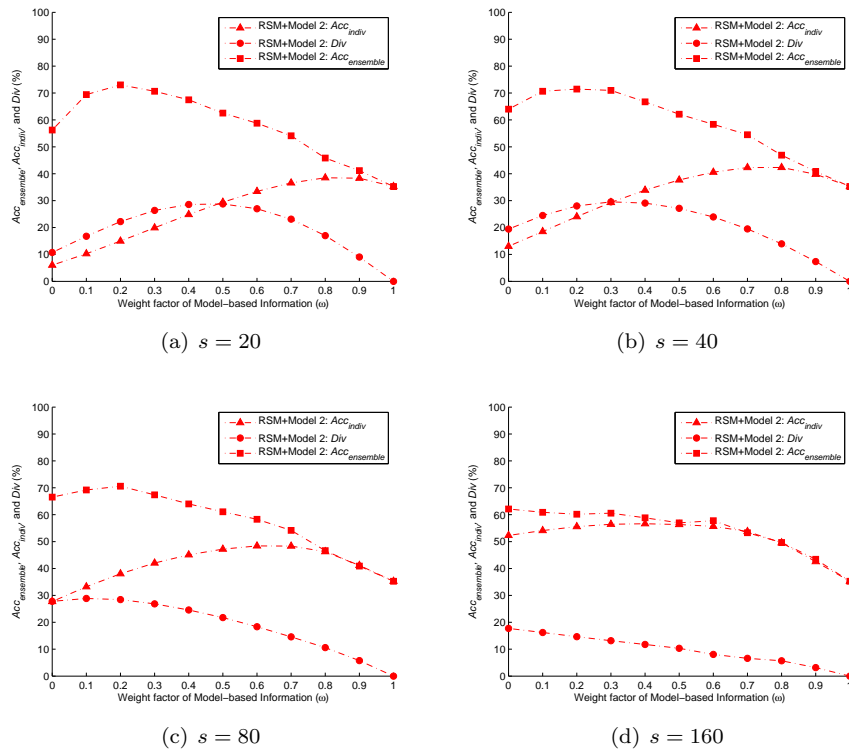 100
90
80
70
60
50
40
30
20
10
0
Acc_ensemble, Acc_indiv, and Div (%)
RSM+Model 2: Acc_indiv
RSM+Model 2: Div
RSM+Model 2: Acc_ensemble
0 0.1 0.2 0.3 0.4 0.5 0.6 0.7 0.8 0.9 1
Weight factor of Model−based Information (ω)
(a) s = 20
100
90
80
70
60
50
40
30
20
10
0
Acc_ensemble, Acc_indiv, and Div (%)
RSM+Model 2: Acc_indiv
RSM+Model 2: Div
RSM+Model 2: Acc_ensemble
0 0.1 0.2 0.3 0.4 0.5 0.6 0.7 0.8 0.9 1
Weight factor of Model−based Information (ω)
(b) s = 40
100
90
80
70
60
50
40
30
20
10
0
Acc_ensemble, Acc_indiv, and Div (%)
RSM+Model 2: Acc_indiv
RSM+Model 2: Div
RSM+Model 2: Acc_ensemble
0 0.1 0.2 0.3 0.4 0.5 0.6 0.7 0.8 0.9 1
Weight factor of Model−based Information (ω)
(c) s = 80
100
90
80
70
60
50
40
30
20
10
0
Acc_ensemble, Acc_indiv, and Div (%)
RSM+Model 2: Acc_indiv
RSM+Model 2: Div
RSM+Model 2: Acc_ensemble
0 0.1 0.2 0.3 0.4 0.5 0.6 0.7 0.8 0.9 1
Weight factor of Model−based Information (ω)
(d) s = 160